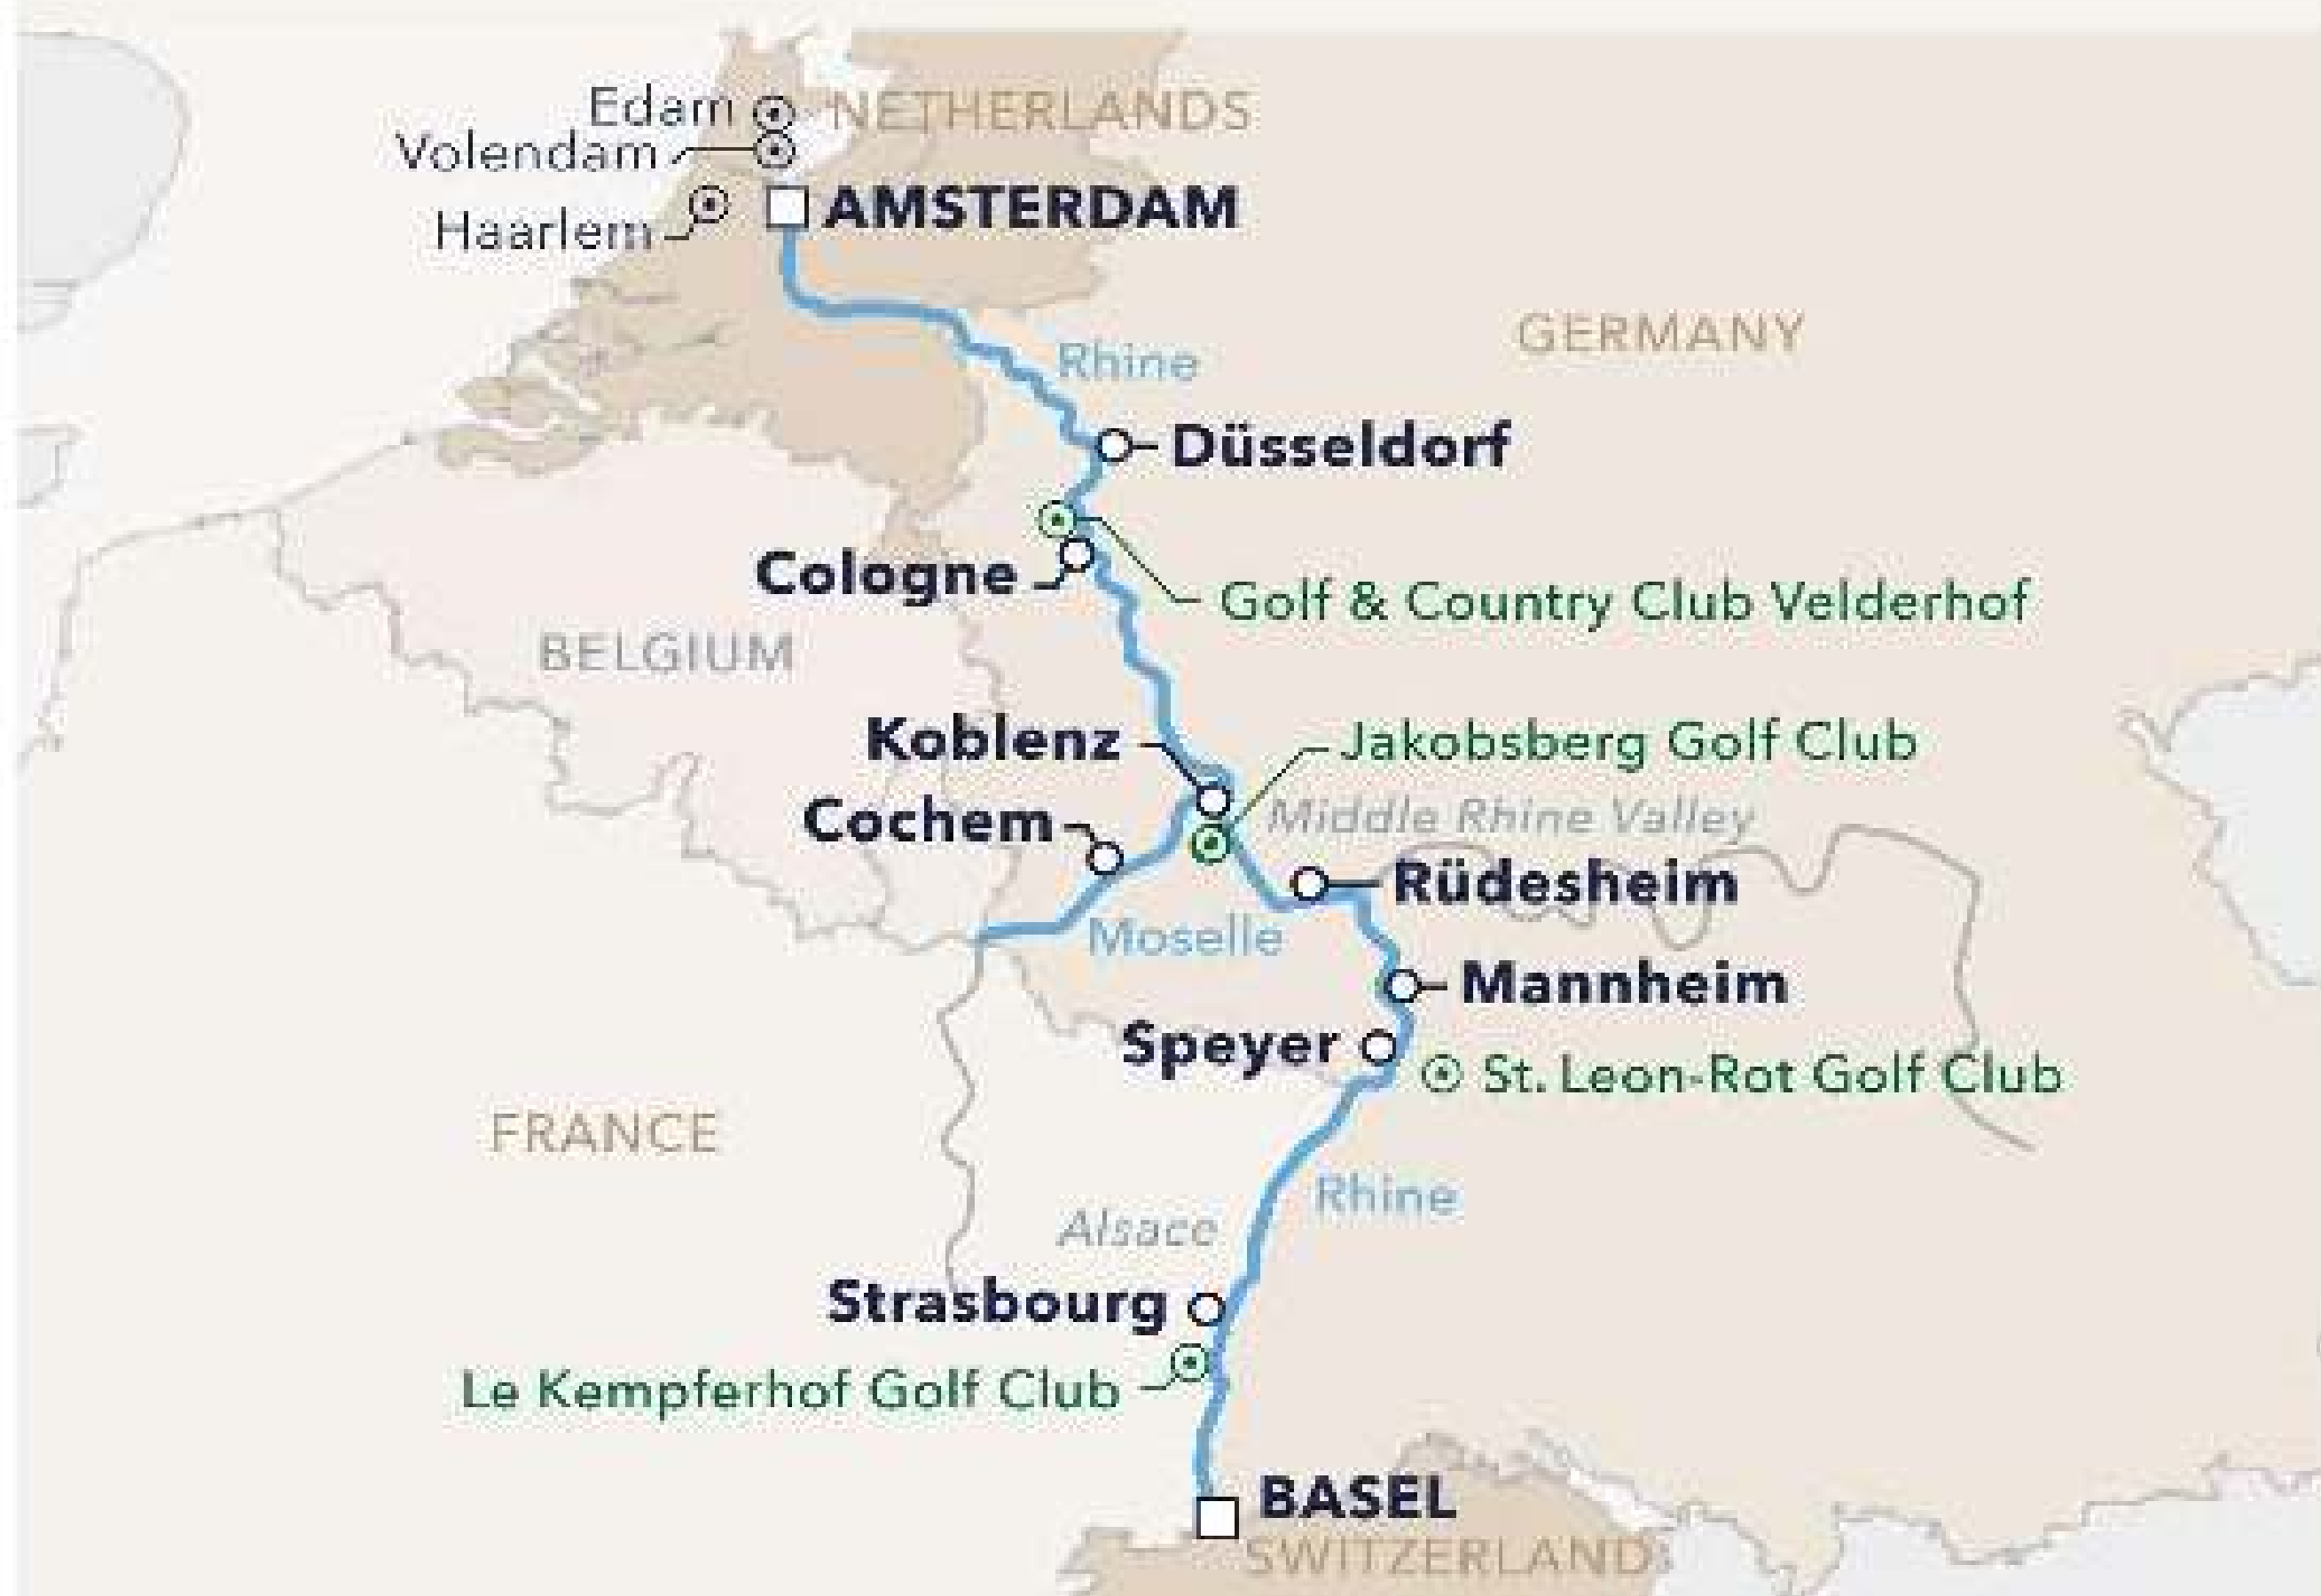 Edam
NETHERLANDS
Volendam
AMSTERDAM
Haarlem
GERMANY
Rhine
Düsseldorf
Cologne
Golf & Country Club Velderhof
BELGIUM
Koblenz
Jakobsberg Golf Club
Middle Rhine Valley
Cochem
Rüdesheim
Moselle
Mannheim
Speyer
St. Leon-Rot Golf Club
FRANCE
Rhine
Alsace
Strasbourg
Le Kempferhof Golf Club
BASEL
SWITZERLAND